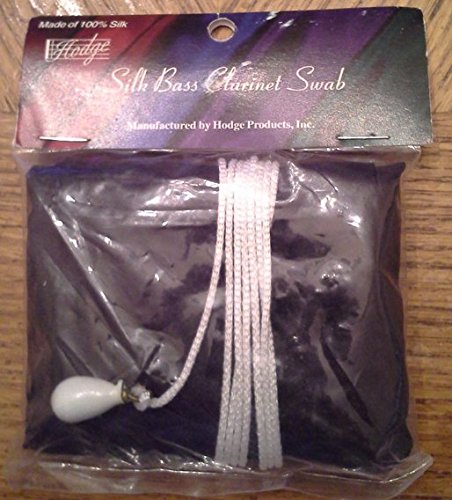 Made of 100% Silk
Hodge
Silk Bass Clarinet Swab
Manufactured by Hodge Products, Inc.